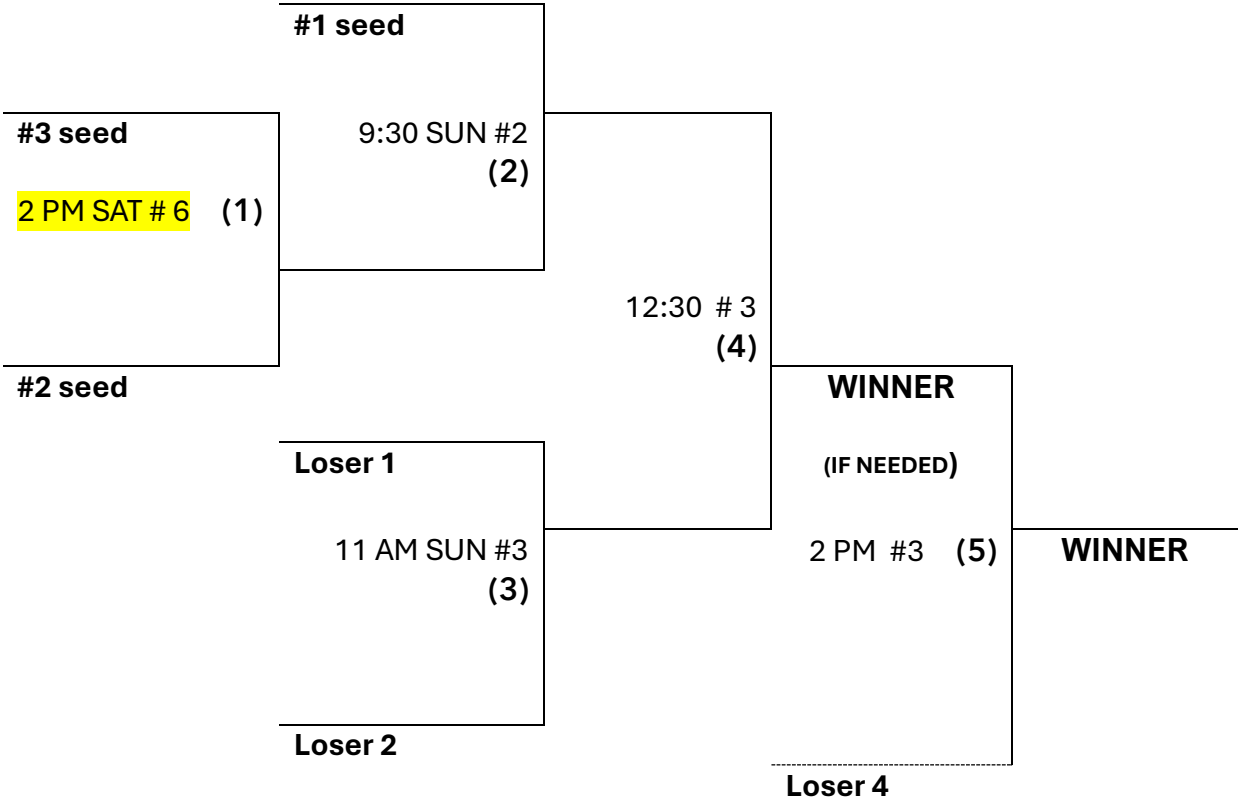 #1 seed
#3 seed
9:30 SUN #2
(2)
2 PM SAT # 6 (1)
12:30 # 3
(4)
#2 seed
WINNER
Loser 1
(IF NEEDED)
11 AM SUN #3
(3)
2 PM #3 (5)
WINNER
Loser 2
Loser 4